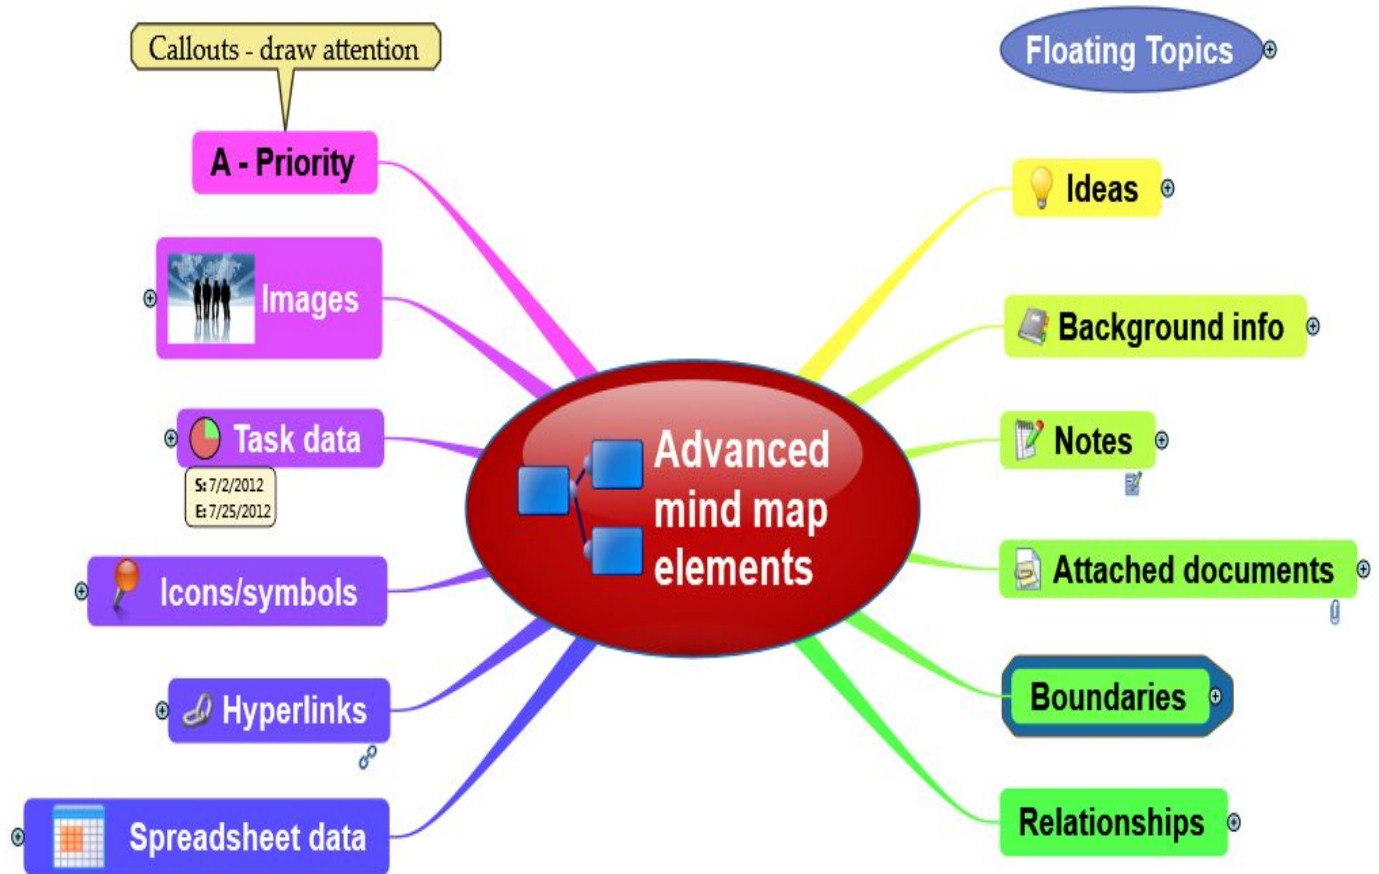 Callouts - draw attention
A - Priority
Images
Task data
S: 7/2/2012
E: 7/25/2012
Icons/symbols
Hyperlinks
Spreadsheet data
Advanced
mind map
elements
Floating Topics
Ideas
Background info
Notes
Attached documents
Boundaries
Relationships